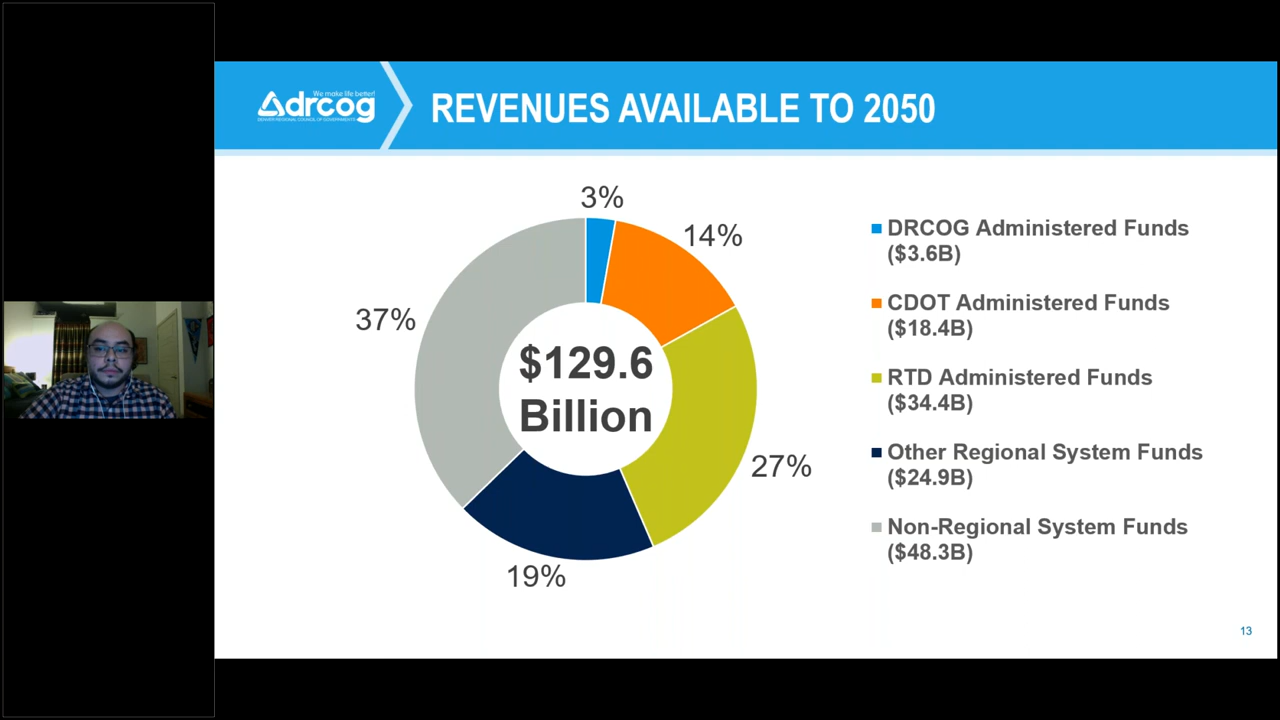 We make life better!
drcog
DENVER REGIONAL COUNCIL OF GOVERNMENTS
REVENUES AVAILABLE TO 2050
3%
14%
37%
27%
19%
$129.6
Billion
DRCOG Administered Funds
($3.6B)
CDOT Administered Funds
($18.4B)
RTD Administered Funds
($34.4B)
Other Regional System Funds
($24.9B)
Non-Regional System Funds
($48.3B)
13